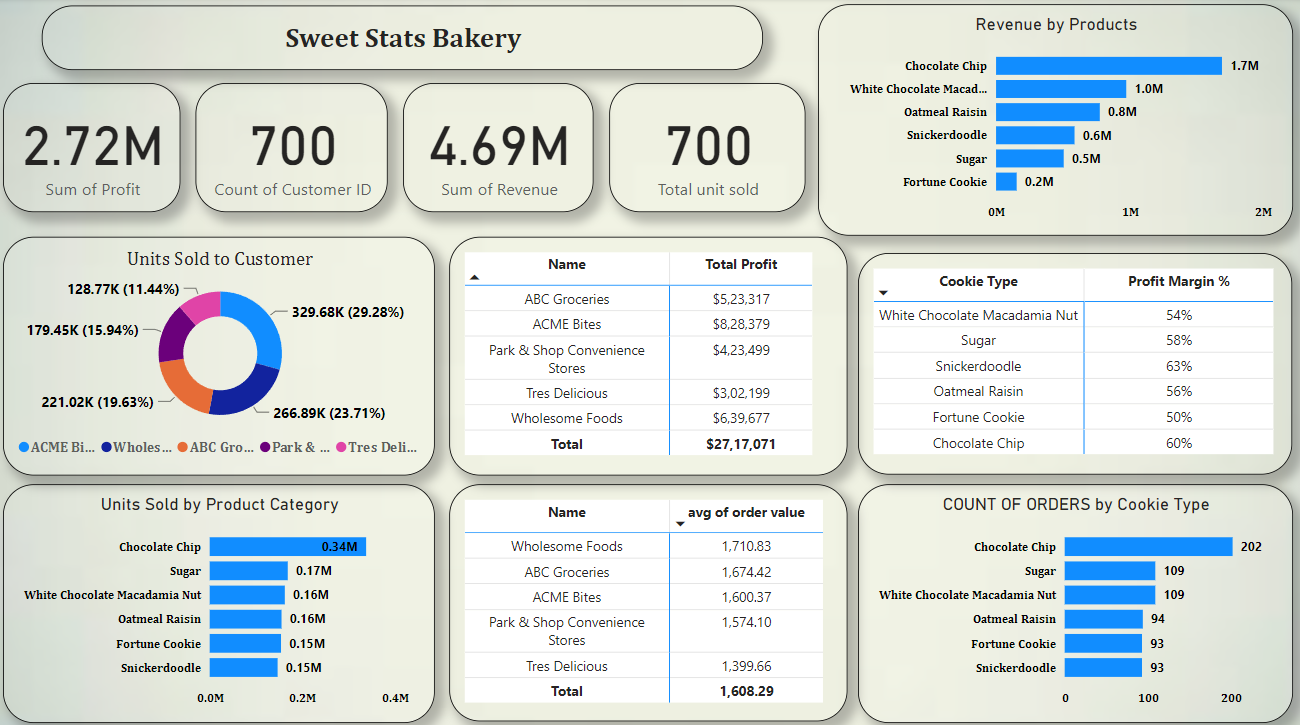 Sweet Stats Bakery
2.72M
Sum of Profit
700
Count of Customer ID
4.69M
Sum of Revenue
700
Total unit sold
Revenue by Products
Chocolate Chip 1.7M
White Chocolate Macad... 1.0M
Oatmeal Raisin 0.8M
Snickerdoodle 0.6M
Sugar 0.5M
Fortune Cookie 0.2M
0M 1M 2M
Units Sold to Customer
128.77K (11.44%)
329.68K (29.28%)
179.45K (15.94%)
221.02K (19.63%)
266.89K (23.71%)
ACME Bi... Wholes... ABC Gro... Park & ... Tres Deli...
Name Total Profit
ABC Groceries $5,23,317
ACME Bites $8,28,379
Park & Shop Convenience $4,23,499
Stores
Tres Delicious $3,02,199
Wholesome Foods $6,39,677
Total $27,17,071
Cookie Type Profit Margin %
White Chocolate Macadamia Nut 54%
Sugar 58%
Snickerdoodle 63%
Oatmeal Raisin 56%
Fortune Cookie 50%
Chocolate Chip 60%
Units Sold by Product Category
Chocolate Chip 0.34M
Sugar 0.17M
White Chocolate Macadamia Nut 0.16M
Oatmeal Raisin 0.16M
Fortune Cookie 0.15M
Snickerdoodle 0.15M
0.0M 0.2M 0.4M
Name avg of order value
Wholesome Foods 1,710.83
ABC Groceries 1,674.42
ACME Bites 1,600.37
Park & Shop Convenience 1,574.10
Stores
Tres Delicious 1,399.66
Total 1,608.29
COUNT OF ORDERS by Cookie Type
Chocolate Chip 202
Sugar 109
White Chocolate Macadamia Nut 109
Oatmeal Raisin 94
Fortune Cookie 93
Snickerdoodle 93
0 100 200